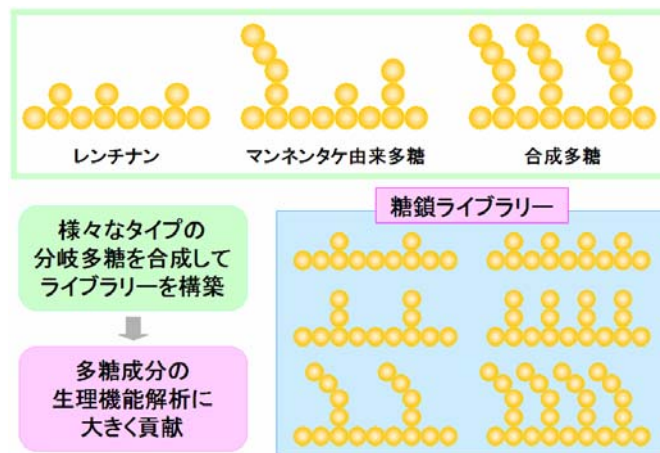 レンチナン
マンネンタケ由来多糖
合成多糖
様々なタイプの
分岐多糖を合成して
ライブラリーを構築
多糖成分の
生理機能解析に
大きく貢献
糖鎖ライブラリー